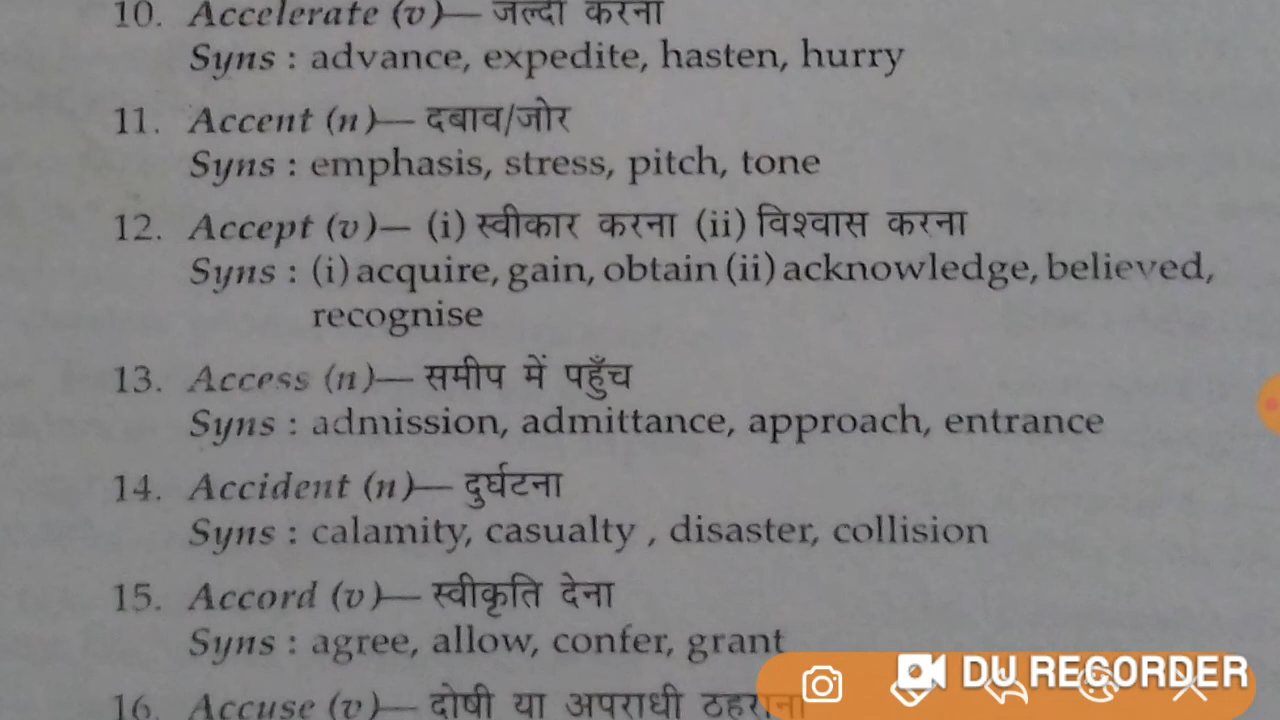 10. Accelerate (v)— जल्दी करना
Syns : advance, expedite, hasten, hurry
11. Accent (n)— दबाव/जोर
Syns : emphasis, stress, pitch, tone
12. Accept (v)— (i) स्वीकार करना (ii) विश्वास करना
Syns : (i) acquire, gain, obtain (ii) acknowledge, believed,
recognise
13. Access (n)— समीप में पहुँच
Syns : admission, admittance, approach, entrance
14. Accident (n)— दुर्घटना
Syns : calamity, casualty , disaster, collision
15. Accord (v)— स्वीकृति देना
Syns : agree, allow, confer, grant
16. Accuse (v)— दोषी या अपराधी ठहराना
DU RECORDER